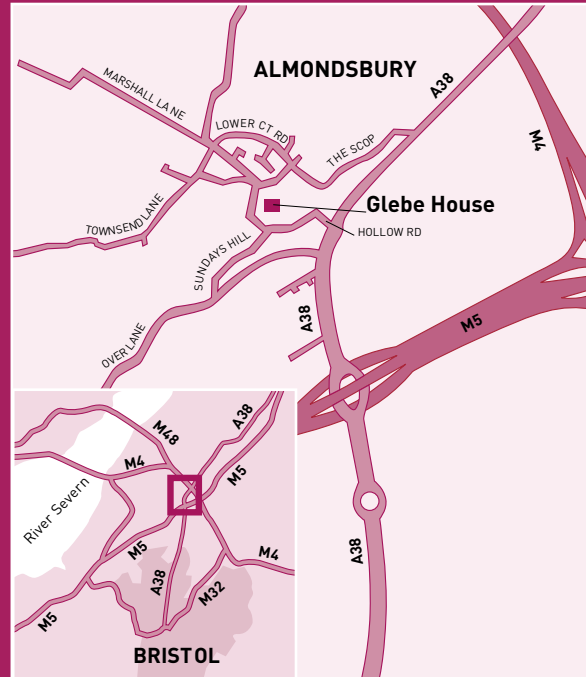 ALMONDSBURY
MARSHALL LANE
A38
M4
LOWER CT RD
THE SCOP
Glebe House
TOWNSEND LANE
HOLLOW RD
SUNDAYS HILL
A38
M5
OVER LANE
M48
A38
M4
M5
River Severn
M5
A38
M32
M4
A38
M5
BRISTOL